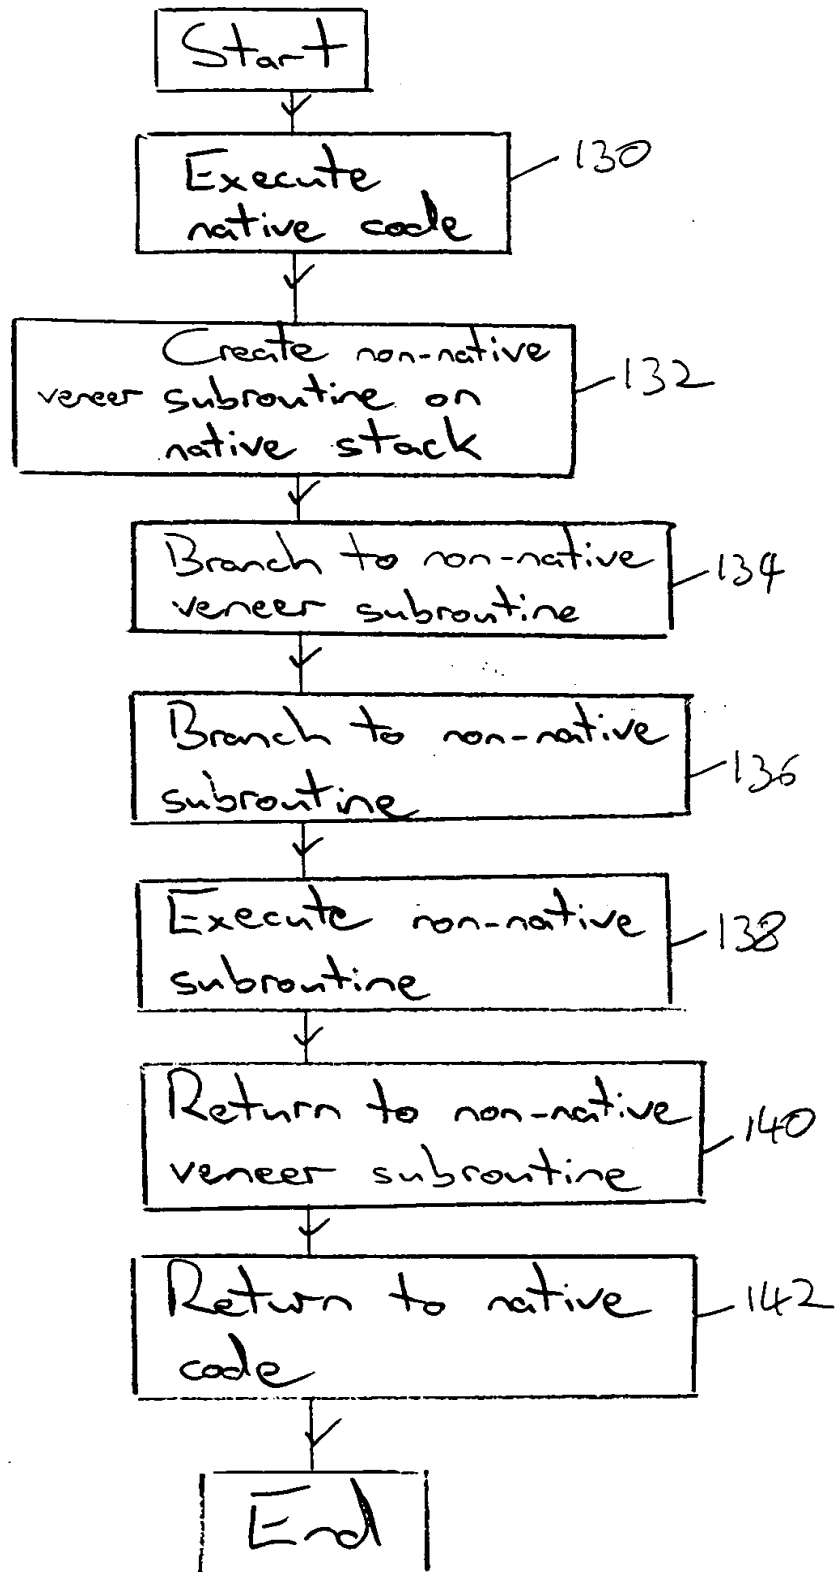 Start
Execute
native code
130
Create non-native
veneer subroutine on
native stack
132
Branch to non-native
veneer subroutine
134
Branch to non-native
subroutine
136
Execute non-native
subroutine
138
Return to non-native
veneer subroutine
140
Return to native
code
142
End